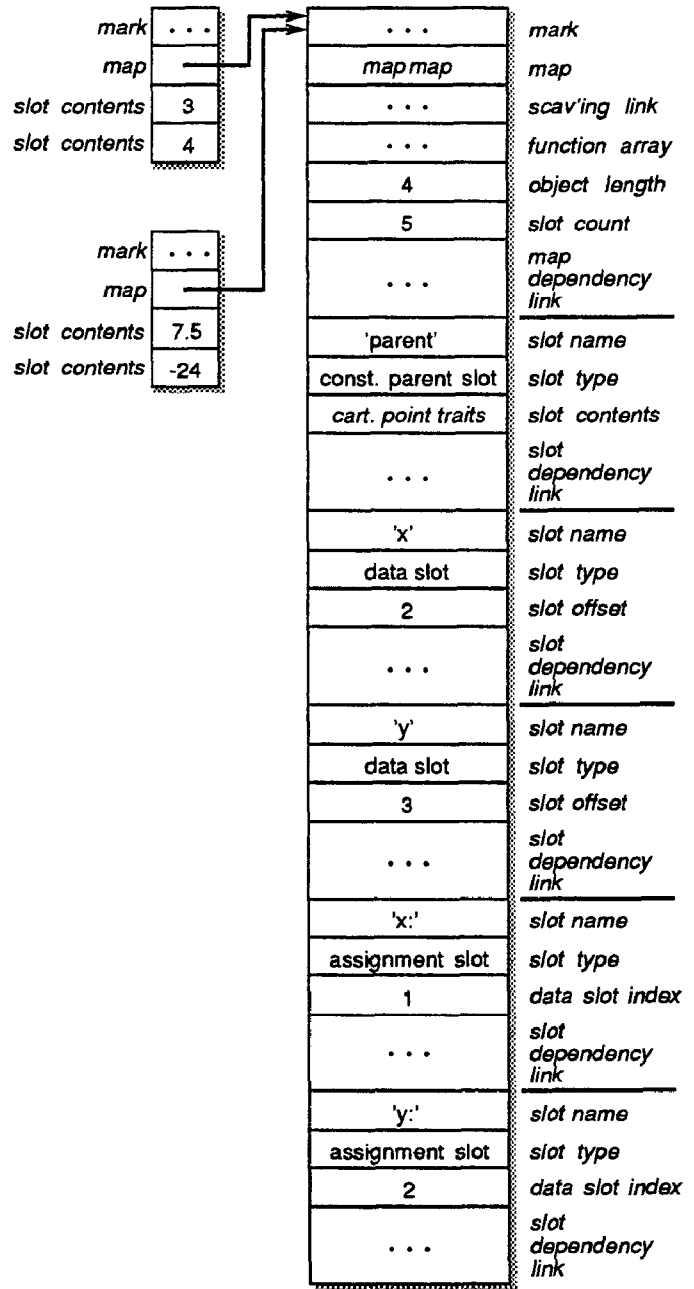 mark . . .
map
slot contents 3
slot contents 4
mark . . .
map
slot contents 7.5
slot contents -24
. . . mark
map map map
. . . scav'ing link
. . . function array
4 object length
5 slot count
map
. . . dependency
link
'parent' slot name
const. parent slot slot type
cart. point traits slot contents
slot
. . . dependency
link
'x' slot name
data slot slot type
2 slot offset
slot
. . . dependency
link
'y' slot name
data slot slot type
3 slot offset
slot
. . . dependency
link
'x:' slot name
assignment slot slot type
1 data slot index
slot
. . . dependency
link
'y:' slot name
assignment slot slot type
2 data slot index
slot
. . . dependency
link